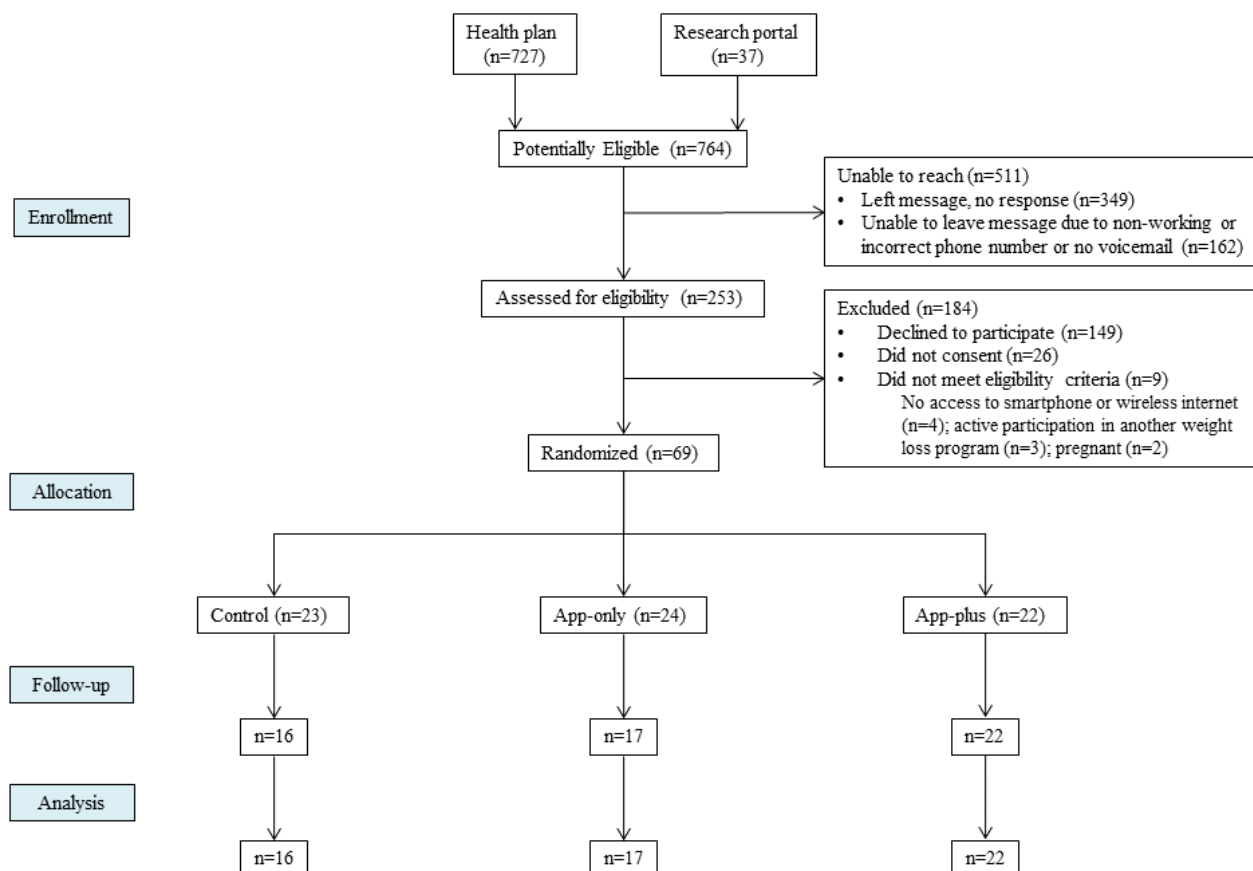 Health plan
(n=727)
Research portal
(n=37)
Potentially Eligible (n=764)
Unable to reach (n=511)
• Left message, no response (n=349)
• Unable to leave message due to non-working or
incorrect phone number or no voicemail (n=162)
Enrollment
Assessed for eligibility (n=253)
Excluded (n=184)
• Declined to participate (n=149)
• Did not consent (n=26)
• Did not meet eligibility criteria (n=9)
No access to smartphone or wireless internet
(n=4); active participation in another weight
loss program (n=3); pregnant (n=2)
Randomized (n=69)
Allocation
Control (n=23)
App-only (n=24)
App-plus (n=22)
Follow-up
n=16
n=17
n=22
Analysis
n=16
n=17
n=22